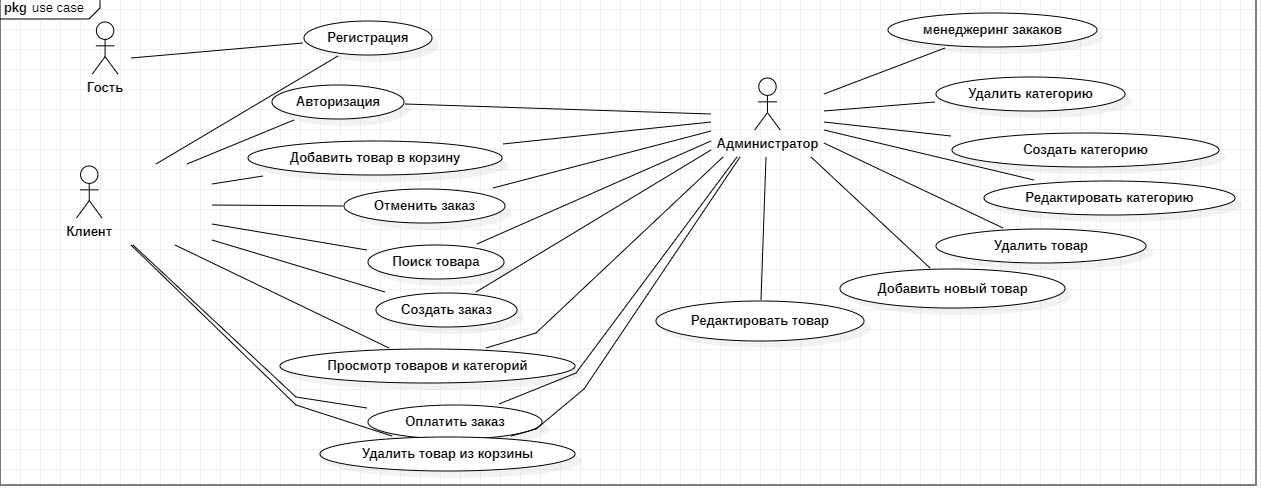 pkg use case
Гость
Регистрация
менеджеринг закаков
Авторизация
Удалить категорию
Администратор
Добавить товар в корзину
Создать категорию
Клиент
Отменить заказ
Редактировать категорию
Удалить товар
Поиск товара
Добавить новый товар
Создать заказ
Редактировать товар
Просмотр товаров и категорий
Оплатить заказ
Удалить товар из корзины